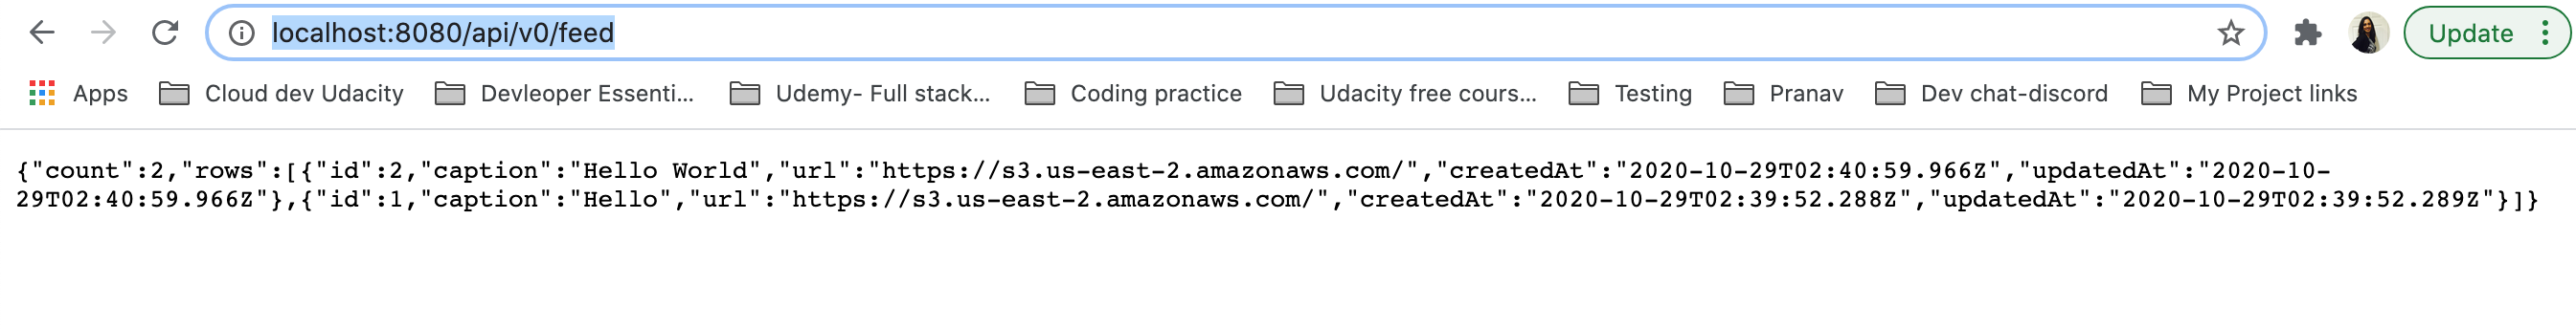 localhost:8080/api/v0/feed
Update
Apps Cloud dev Udacity Devleoper Essenti... Udemy- Full stack... Coding practice Udacity free cours... Testing Pranav Dev chat-discord My Project links
{"count":2,"rows":[{"id":2,"caption":"Hello World","url":"https://s3.us-east-2.amazonaws.com/","createdAt":"2020-10-29T02:40:59.966Z","updatedAt":"2020-10-
29T02:40:59.966Z"},{"id":1,"caption":"Hello","url":"https://s3.us-east-2.amazonaws.com/","createdAt":"2020-10-29T02:39:52.288Z","updatedAt":"2020-10-29T02:39:52.289Z"}]}